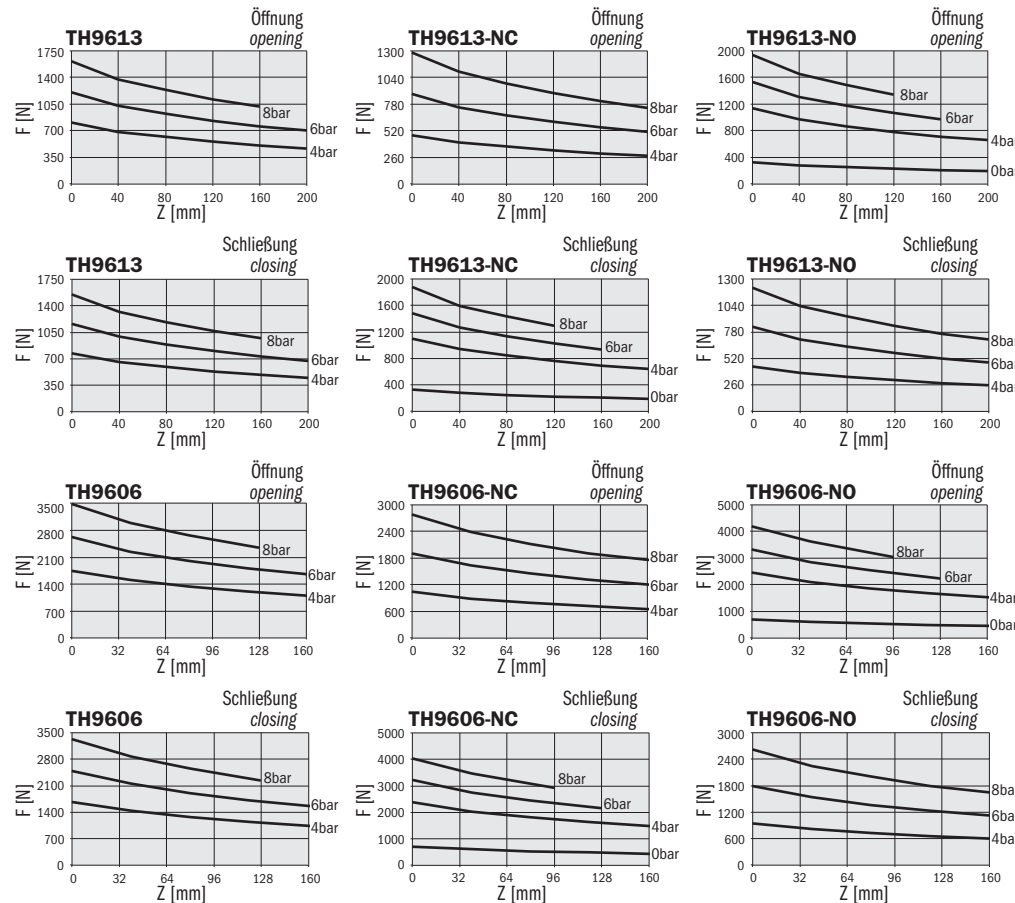 TH9613
Öffnung
opening
1750
1400
1050
700
350
0
F [N]
8bar
6bar
4bar
0 40 80 120 160 200
Z [mm]
TH9613-NC
Öffnung
opening
1300
1040
780
520
260
0
F [N]
8bar
6bar
4bar
0 40 80 120 160 200
Z [mm]
TH9613-NO
Öffnung
opening
2000
1600
1200
800
400
0
F [N]
8bar
6bar
4bar
0bar
0 40 80 120 160 200
Z [mm]
TH9613
Schließung
closing
1750
1400
1050
700
350
0
F [N]
8bar
6bar
4bar
0 40 80 120 160 200
Z [mm]
TH9613-NC
Schließung
closing
2000
1600
1200
800
400
0
F [N]
8bar
6bar
4bar
0bar
0 40 80 120 160 200
Z [mm]
TH9613-NO
Schließung
closing
1300
1040
780
520
260
0
F [N]
8bar
6bar
4bar
0 40 80 120 160 200
Z [mm]
TH9606
Öffnung
opening
3500
2800
2100
1400
700
0
F [N]
8bar
6bar
4bar
0 32 64 96 128 160
Z [mm]
TH9606-NC
Öffnung
opening
3000
2400
1800
1200
600
0
F [N]
8bar
6bar
4bar
0 32 64 96 128 160
Z [mm]
TH9606-NO
Öffnung
opening
5000
4000
3000
2000
1000
0
F [N]
8bar
6bar
4bar
0bar
0 32 64 96 128 160
Z [mm]
TH9606
Schließung
closing
3500
2800
2100
1400
700
0
F [N]
8bar
6bar
4bar
0 32 64 96 128 160
Z [mm]
TH9606-NC
Schließung
closing
5000
4000
3000
2000
1000
0
F [N]
8bar
6bar
4bar
0bar
0 32 64 96 128 160
Z [mm]
TH9606-NO
Schließung
closing
3000
2400
1800
1200
600
0
F [N]
8bar
6bar
4bar
0 32 64 96 128 160
Z [mm]